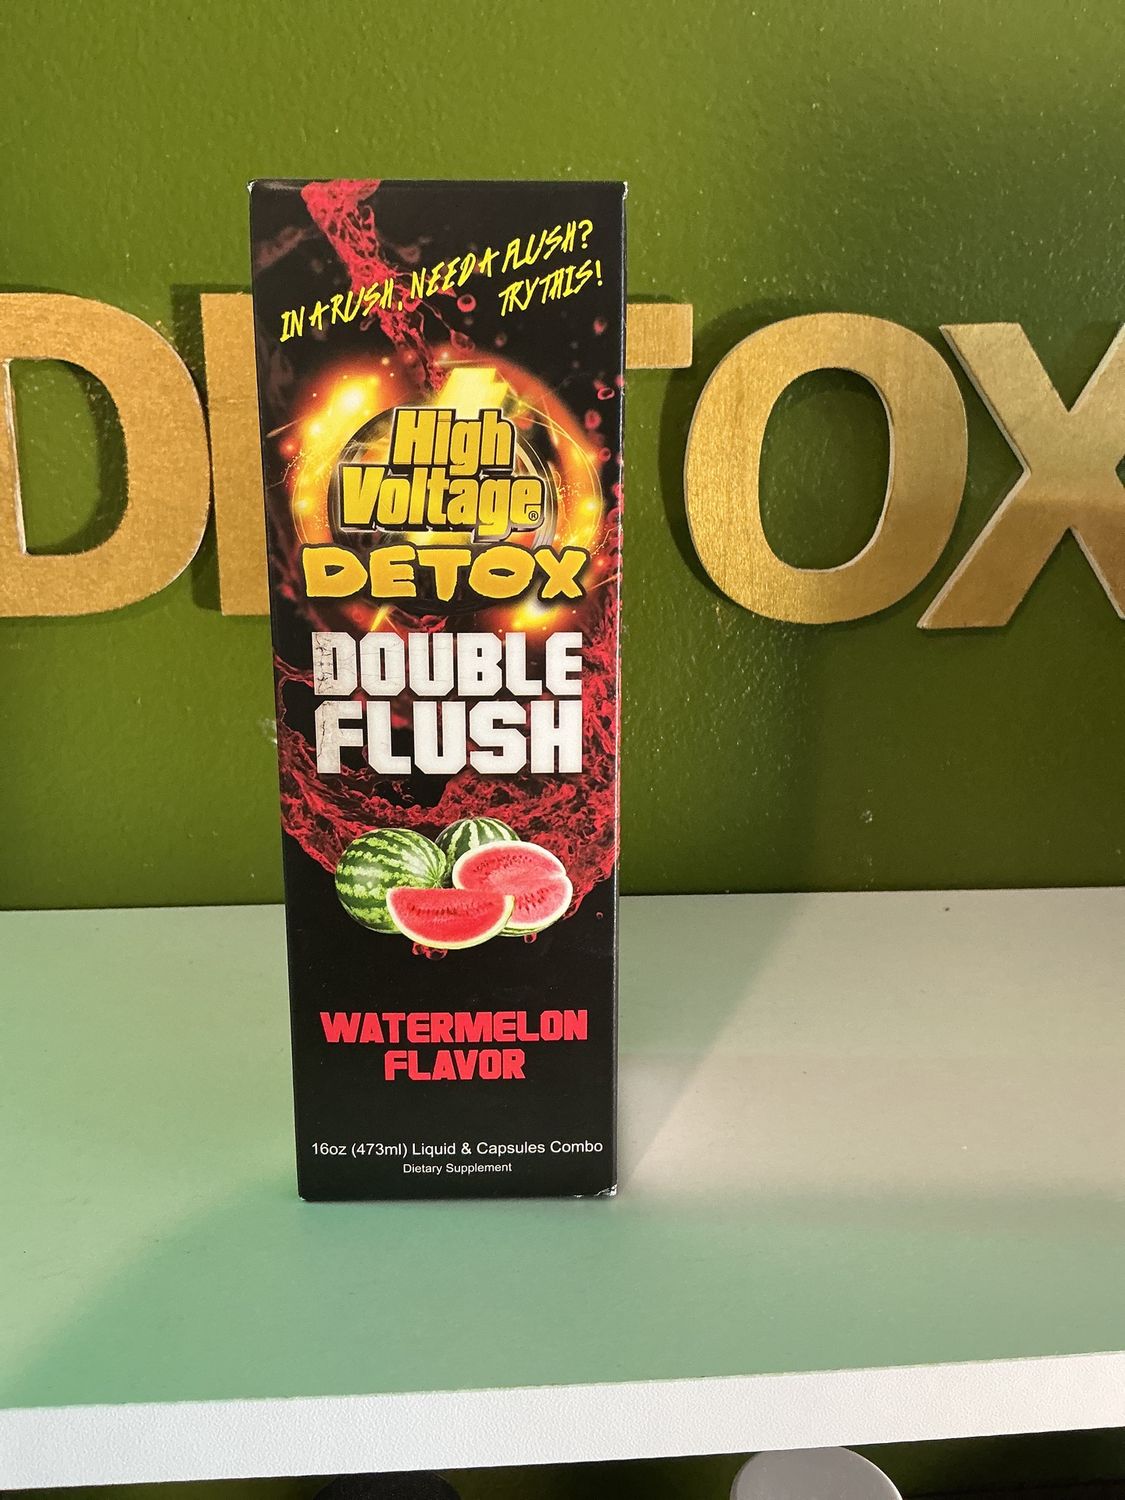 IN A RUSH, NEED A FLUSH?
TRY THIS!
High
Voltage®
DETOX
DOUBLE
FLUSH
WATERMELON
FLAVOR
16oz (473ml) Liquid & Capsules Combo
Dietary Supplement
DETOX